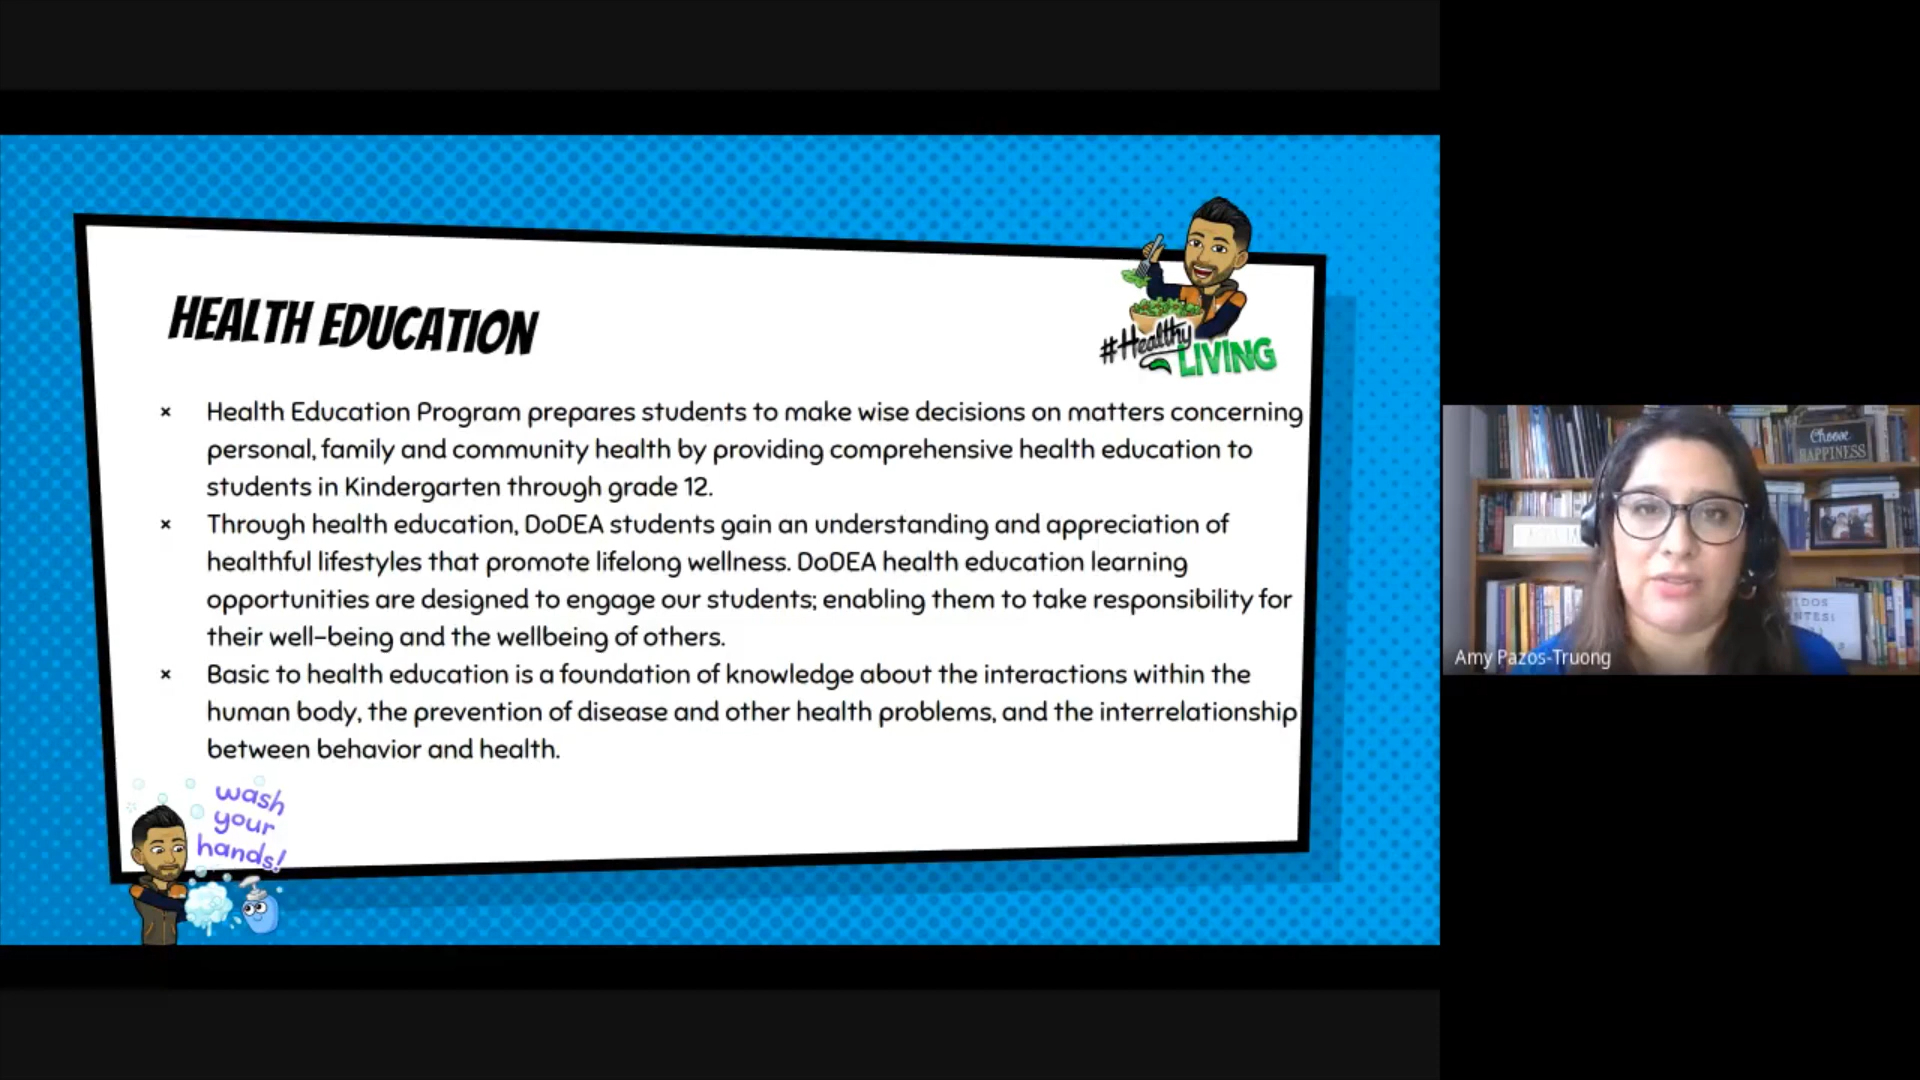 HEALTH EDUCATION
#Healthy
LIVING
× Health Education Program prepares students to make wise decisions on matters concerning
personal, family and community health by providing comprehensive health education to
students in Kindergarten through grade 12.
× Through health education, DoDEA students gain an understanding and appreciation of
healthful lifestyles that promote lifelong wellness. DoDEA health education learning
opportunities are designed to engage our students; enabling them to take responsibility for
their well-being and the wellbeing of others.
× Basic to health education is a foundation of knowledge about the interactions within the
human body, the prevention of disease and other health problems, and the interrelationship
between behavior and health.
wash
your
hands!
Choose
HAPPINESS
Amy Pazos-Truong